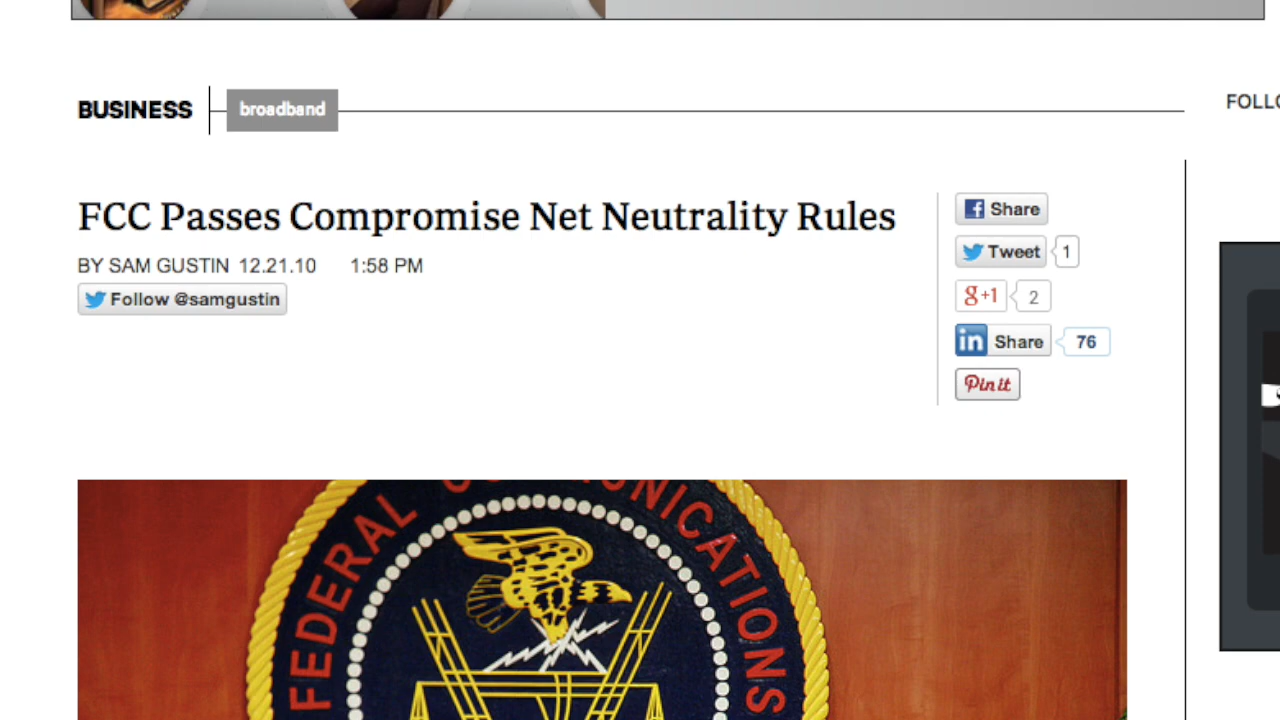 BUSINESS
broadband
FCC Passes Compromise Net Neutrality Rules
BY SAM GUSTIN 12.21.10 1:58 PM
Follow @samgustin
Share
Tweet 1
g+1 2
in Share 76
Pin it
FEDERAL COMMUNICATIONS